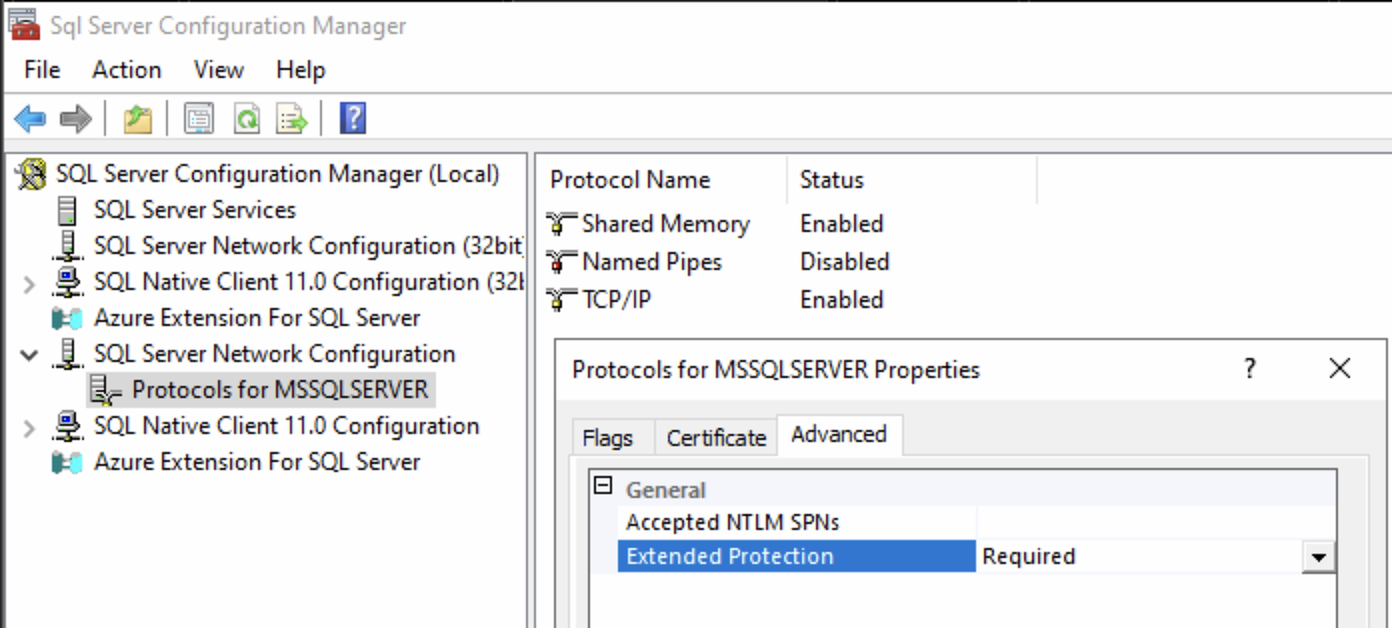 Sql Server Configuration Manager
File Action View Help
SQL Server Configuration Manager (Local)
SQL Server Services
SQL Server Network Configuration (32bit
SQL Native Client 11.0 Configuration (32b
Azure Extension For SQL Server
SQL Server Network Configuration
Protocols for MSSQLSERVER
SQL Native Client 11.0 Configuration
Azure Extension For SQL Server
Protocol Name Status
Shared Memory Enabled
Named Pipes Disabled
TCP/IP Enabled
Protocols for MSSQLSERVER Properties ?
Flags Certificate Advanced
General
Accepted NTLM SPNs
Extended Protection Required